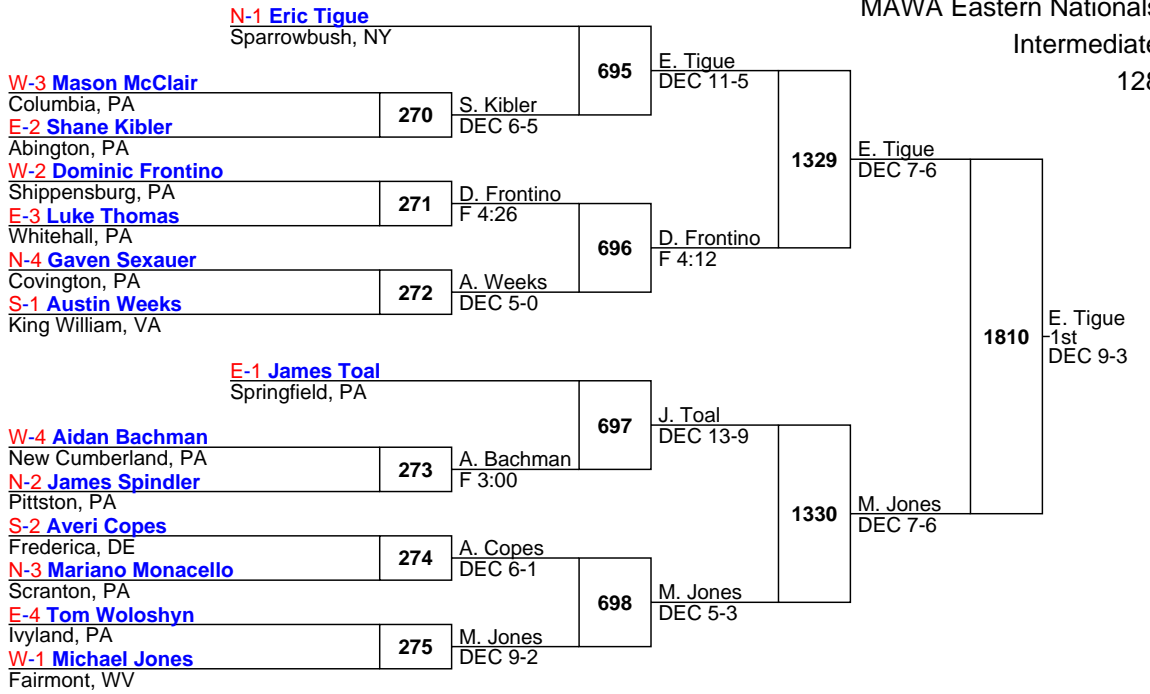 MAWA Eastern Nationals
Intermediate
128
N-1 Eric Tigue
Sparrowbush, NY
W-3 Mason McClair
Columbia, PA
E-2 Shane Kibler
Abington, PA
W-2 Dominic Frontino
Shippensburg, PA
E-3 Luke Thomas
Whitehall, PA
N-4 Gaven Sexauer
Covington, PA
S-1 Austin Weeks
King William, VA
E-1 James Toal
Springfield, PA
W-4 Aidan Bachman
New Cumberland, PA
N-2 James Spindler
Pittston, PA
S-2 Averi Copes
Frederica, DE
N-3 Mariano Monacello
Scranton, PA
E-4 Tom Woloshyn
Ivyland, PA
W-1 Michael Jones
Fairmont, WV
270
S. Kibler
DEC 6-5
271
D. Frontino
F 4:26
272
A. Weeks
DEC 5-0
273
A. Bachman
F 3:00
274
A. Copes
DEC 6-1
275
M. Jones
DEC 9-2
695
E. Tigue
DEC 11-5
696
D. Frontino
F 4:12
697
J. Toal
DEC 13-9
698
M. Jones
DEC 5-3
1329
E. Tigue
DEC 7-6
1330
M. Jones
DEC 7-6
1810
E. Tigue
1st
DEC 9-3